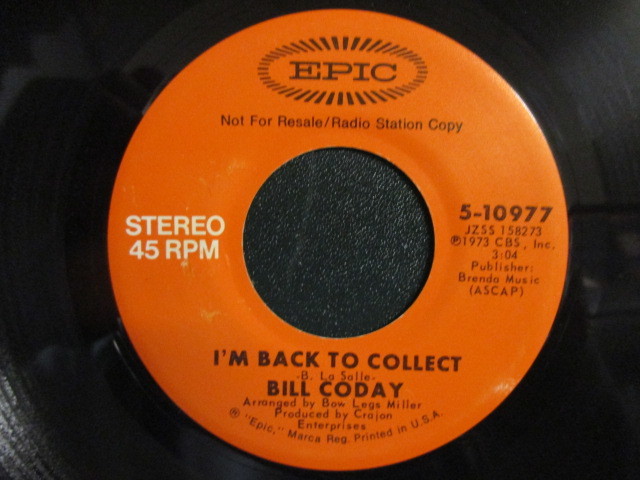 EPIC
Not For Resale/Radio Station Copy
STEREO
45 RPM
5-10977
JZSS 158273
℗1973 CBS, Inc.
3:04
Publisher:
Brenda Music
(ASCAP)
I'M BACK TO COLLECT
-B. La Salle-
BILL CODAY
Arranged by Bow Legs Miller
Produced by Crajon
Enterprises
® "Epic," Marca Reg. Printed in U.S.A.